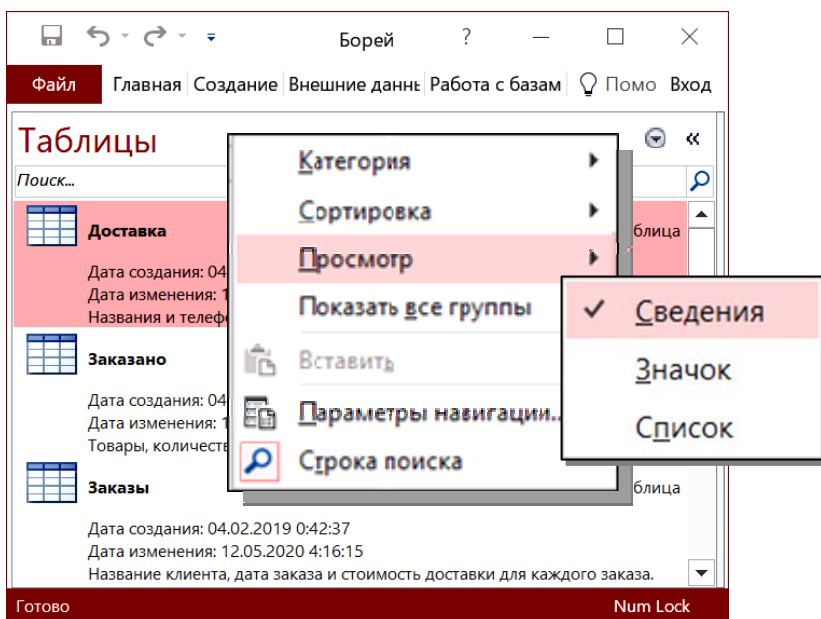 Борей
Файл Главная Создание Внешние даннь Работа с базам Помо Вход
Таблицы
Поиск...
Доставка блица
Дата создания: 04
Дата изменения: 1
Названия и телеф
Заказано
Дата создания: 04
Дата изменения: 1
Товары, количеств
Заказы блица
Дата создания: 04.02.2019 0:42:37
Дата изменения: 12.05.2020 4:16:15
Название клиента, дата заказа и стоимость доставки для каждого заказа.
Категория
Сортировка
Просмотр
Показать все группы
Вставить
Параметры навигации..
Строка поиска
Сведения
Значок
Список
Готово Num Lock